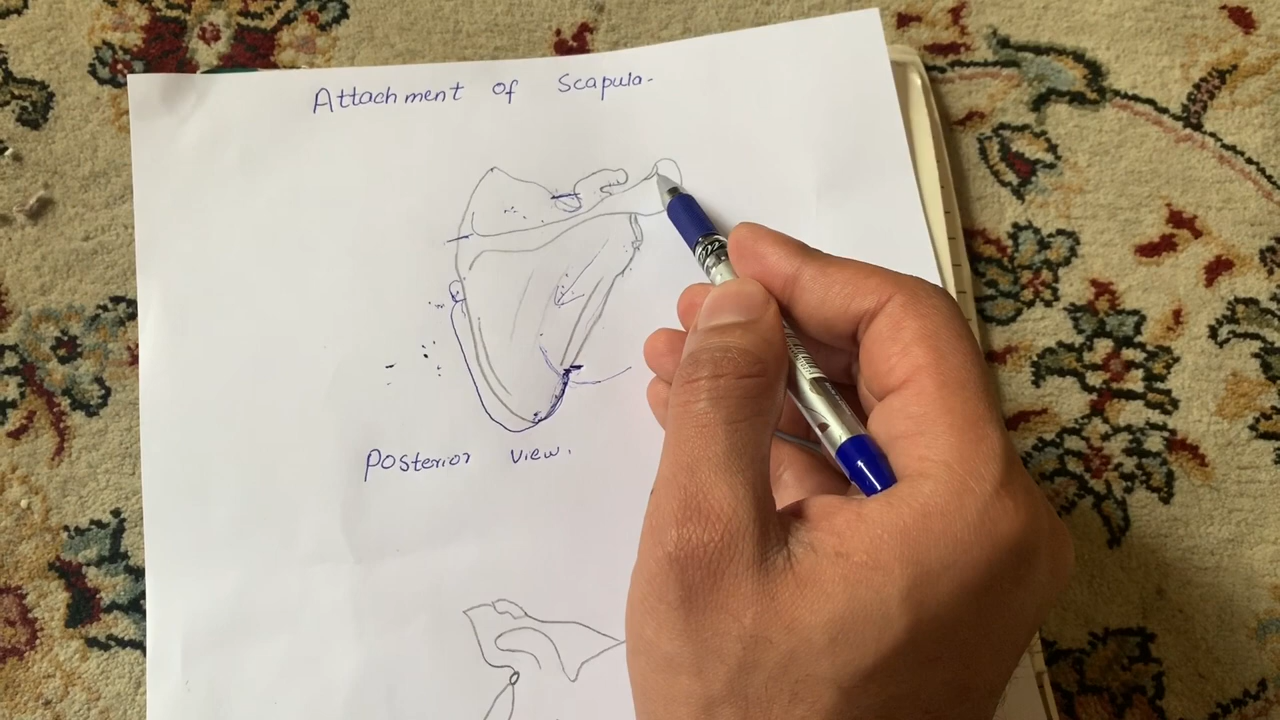 Attachment of Scapula-
Posterior view.